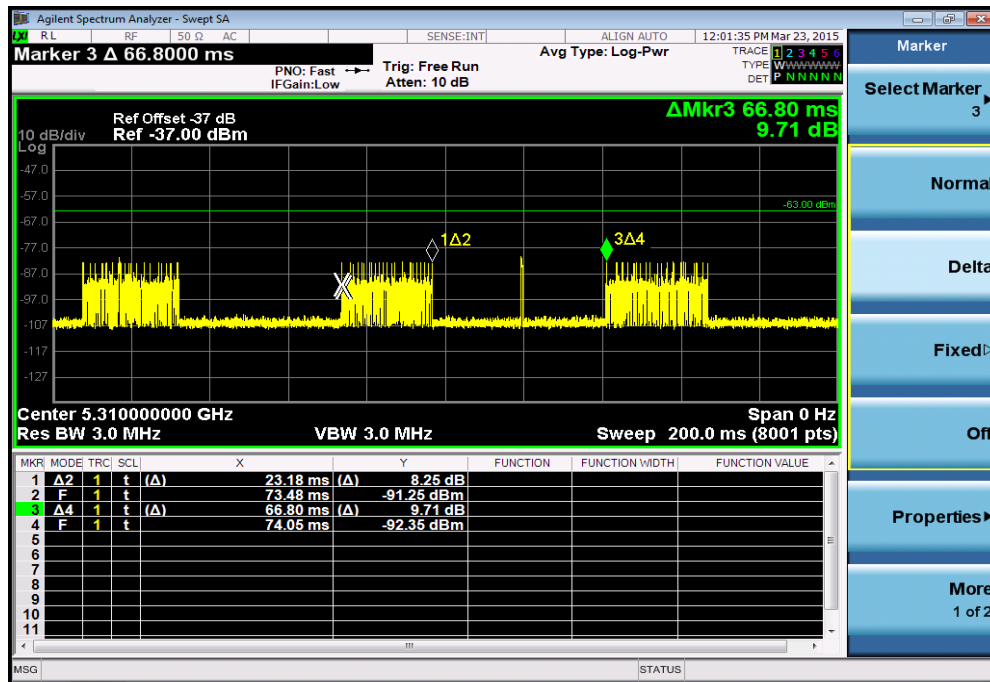 Agilent Spectrum Analyzer - Swept SA
LXI RL RF 50 Ω AC SENSE:INT ALIGN AUTO 12:01:35 PM Mar 23, 2015
Marker 3 Δ 66.8000 ms
PNO: Fast
IFGain:Low
Trig: Free Run
Atten: 10 dB
Avg Type: Log-Pwr
TRACE 1 2 3 4 5 6
TYPE WWWWWW
DET P N N N N N
ΔMkr3 66.80 ms
9.71 dB
Ref Offset -37 dB
10 dB/div Ref -37.00 dBm
Log
-47.0
-57.0
-63.00 dBm
-67.0
-77.0
1Δ2
3Δ4
-87.0
X
-97.0
-107
-117
-127
Center 5.310000000 GHz Span 0 Hz
Res BW 3.0 MHz VBW 3.0 MHz Sweep 200.0 ms (8001 pts)
MKR MODE TRC SCL X Y FUNCTION FUNCTION WIDTH FUNCTION VALUE
1 Δ2 1 t (Δ) 23.18 ms (Δ) 8.25 dB
2 F 1 t 73.48 ms -91.25 dBm
3 Δ4 1 t (Δ) 66.80 ms (Δ) 9.71 dB
4 F 1 t 74.05 ms -92.35 dBm
5
6
7
8
9
10
11
MSG STATUS
Marker
Select Marker
3
Normal
Delta
Fixed
Off
Properties
More
1 of 2